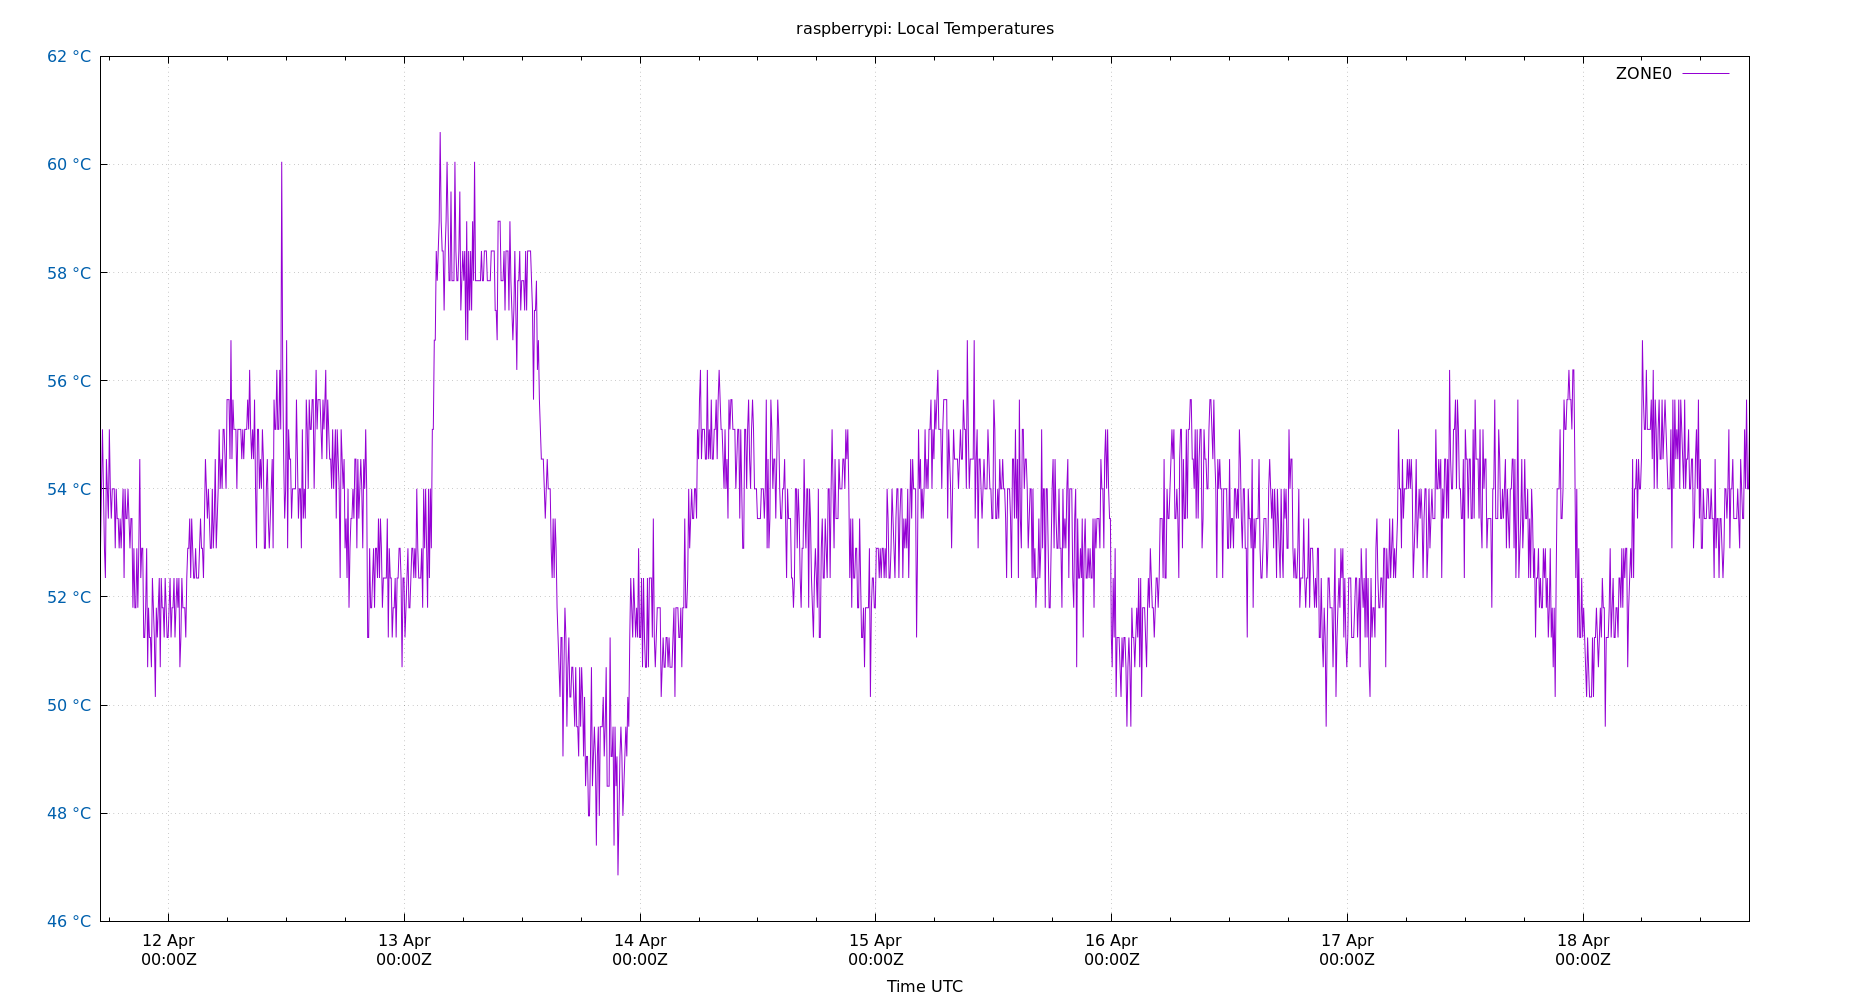 raspberrypi: Local Temperatures
62 °C
ZONE0
60 °C
58 °C
56 °C
54 °C
52 °C
50 °C
48 °C
46 °C
12 Apr 13 Apr 14 Apr 15 Apr 16 Apr 17 Apr 18 Apr
00:00Z 00:00Z 00:00Z 00:00Z 00:00Z 00:00Z 00:00Z
Time UTC